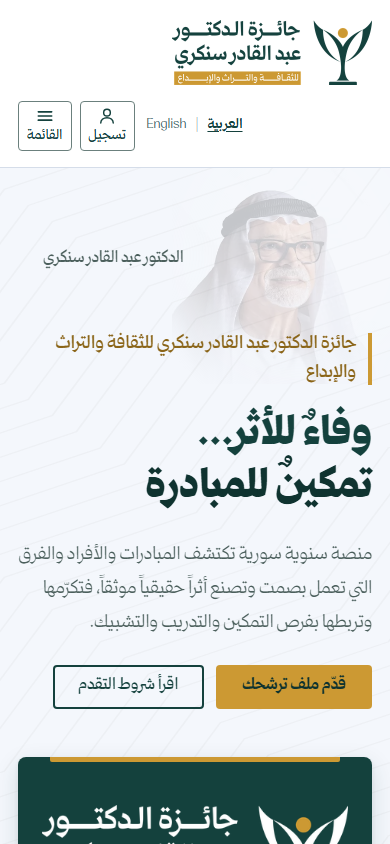 جائزة الدكتور
عبد القادر سنكري
للثقافة والتراث والإبداع
العربية | English
تسجيل
القائمة
الدكتور عبد القادر سنكري
جائزة الدكتور عبد القادر سنكري للثقافة والتراث
والإبداع
وفاءٌ للأثر...
تمكينٌ للمبادرة
منصة سنوية سورية تكتشف المبادرات والأفراد والفرق
التي تعمل بصمت وتصنع أثراً حقيقياً موثقاً، فتكرّمها
وتربطها بفرص التمكين والتدريب والتشبيك.
قدّم ملف ترشحك
اقرأ شروط التقدم
جائزة الدكتور